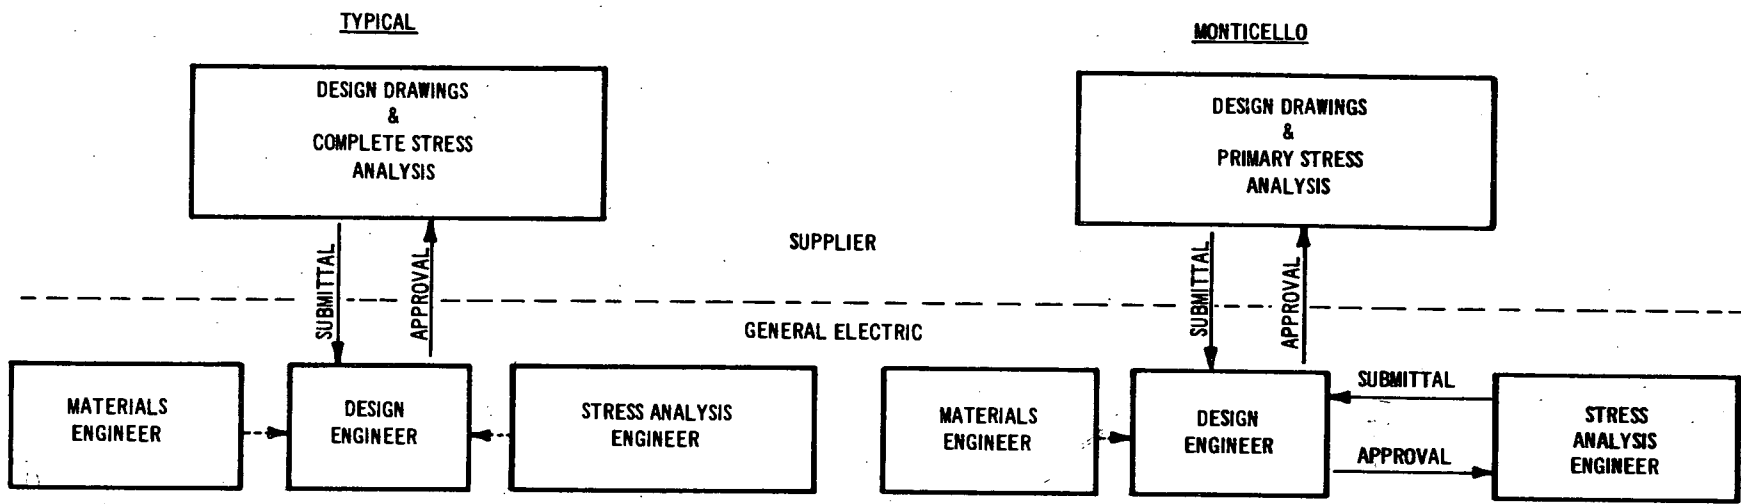 TYPICAL
DESIGN DRAWINGS
&
COMPLETE STRESS
ANALYSIS
SUBMITTAL
APPROVAL
MATERIALS
ENGINEER
DESIGN
ENGINEER
STRESS ANALYSIS
ENGINEER
SUPPLIER
GENERAL ELECTRIC
MONTICELLO
DESIGN DRAWINGS
&
PRIMARY STRESS
ANALYSIS
SUBMITTAL
APPROVAL
MATERIALS
ENGINEER
DESIGN
ENGINEER
SUBMITTAL
APPROVAL
STRESS
ANALYSIS
ENGINEER